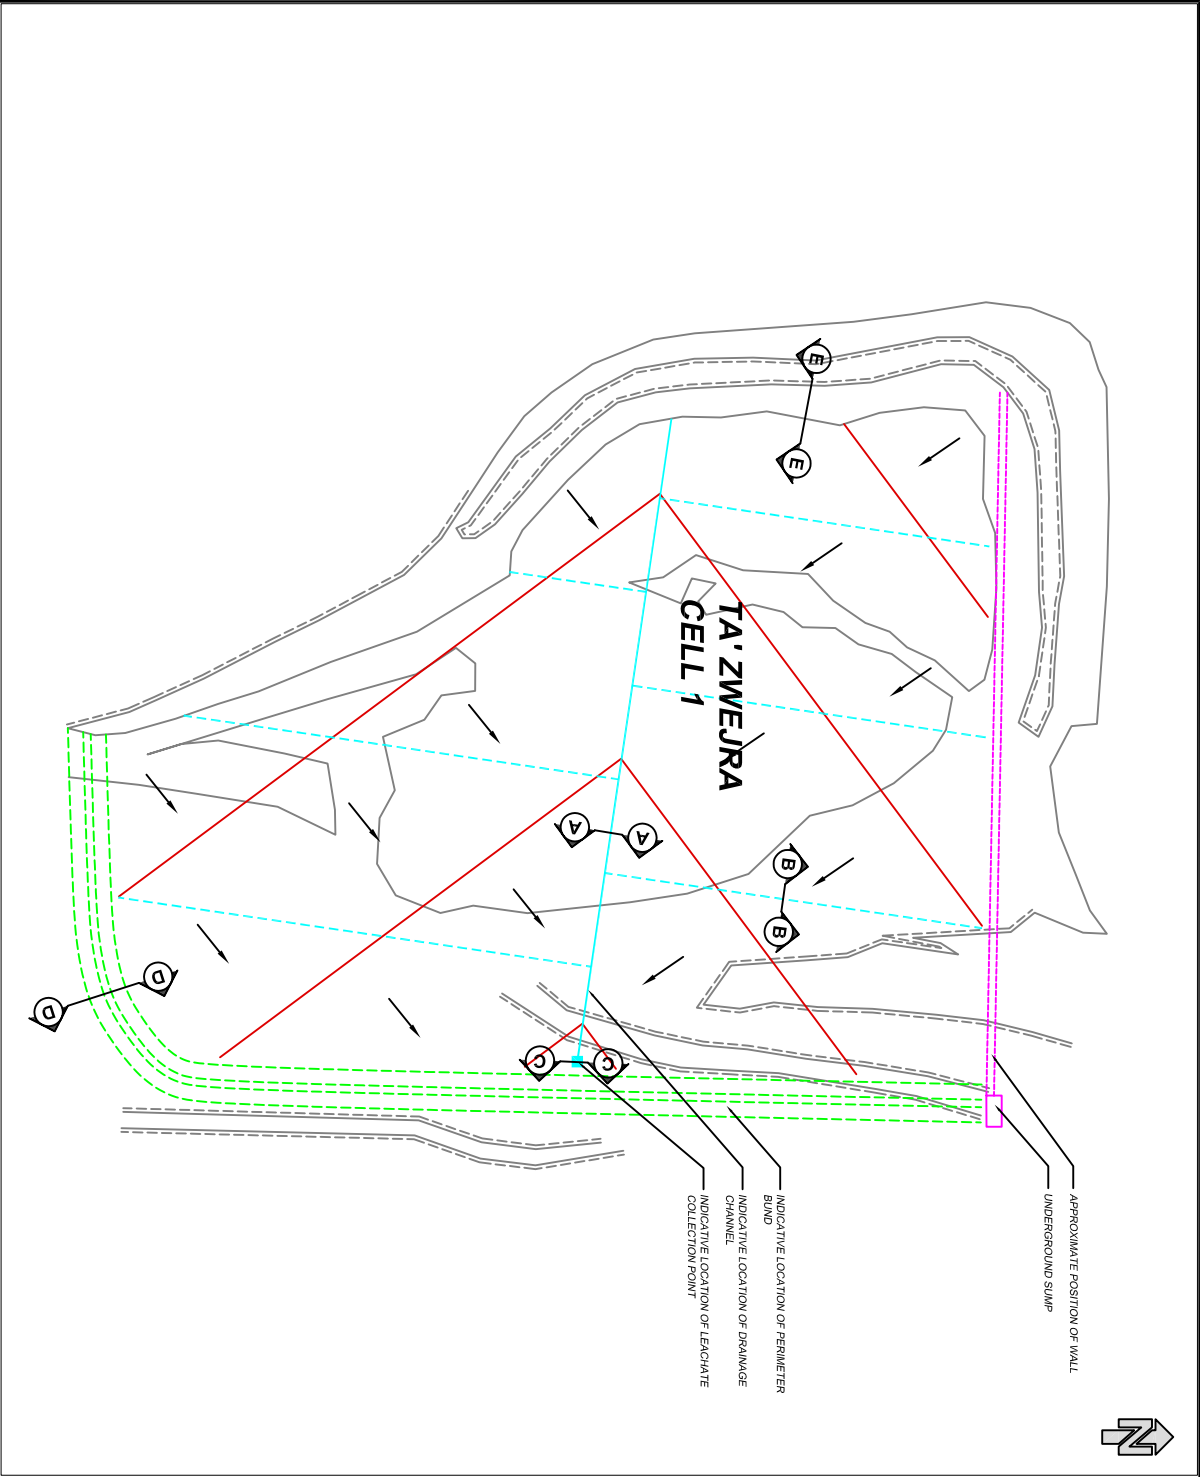 TA' ZWEJRA
CELL 1
E
E
A
A
B
B
C
C
D
D
APPROXIMATE POSITION OF WALL
UNDERGROUND SUMP
INDICATIVE LOCATION OF PERIMETER
BUND
INDICATIVE LOCATION OF DRAINAGE
CHANNEL
INDICATIVE LOCATION OF LEACHATE
COLLECTION POINT
N